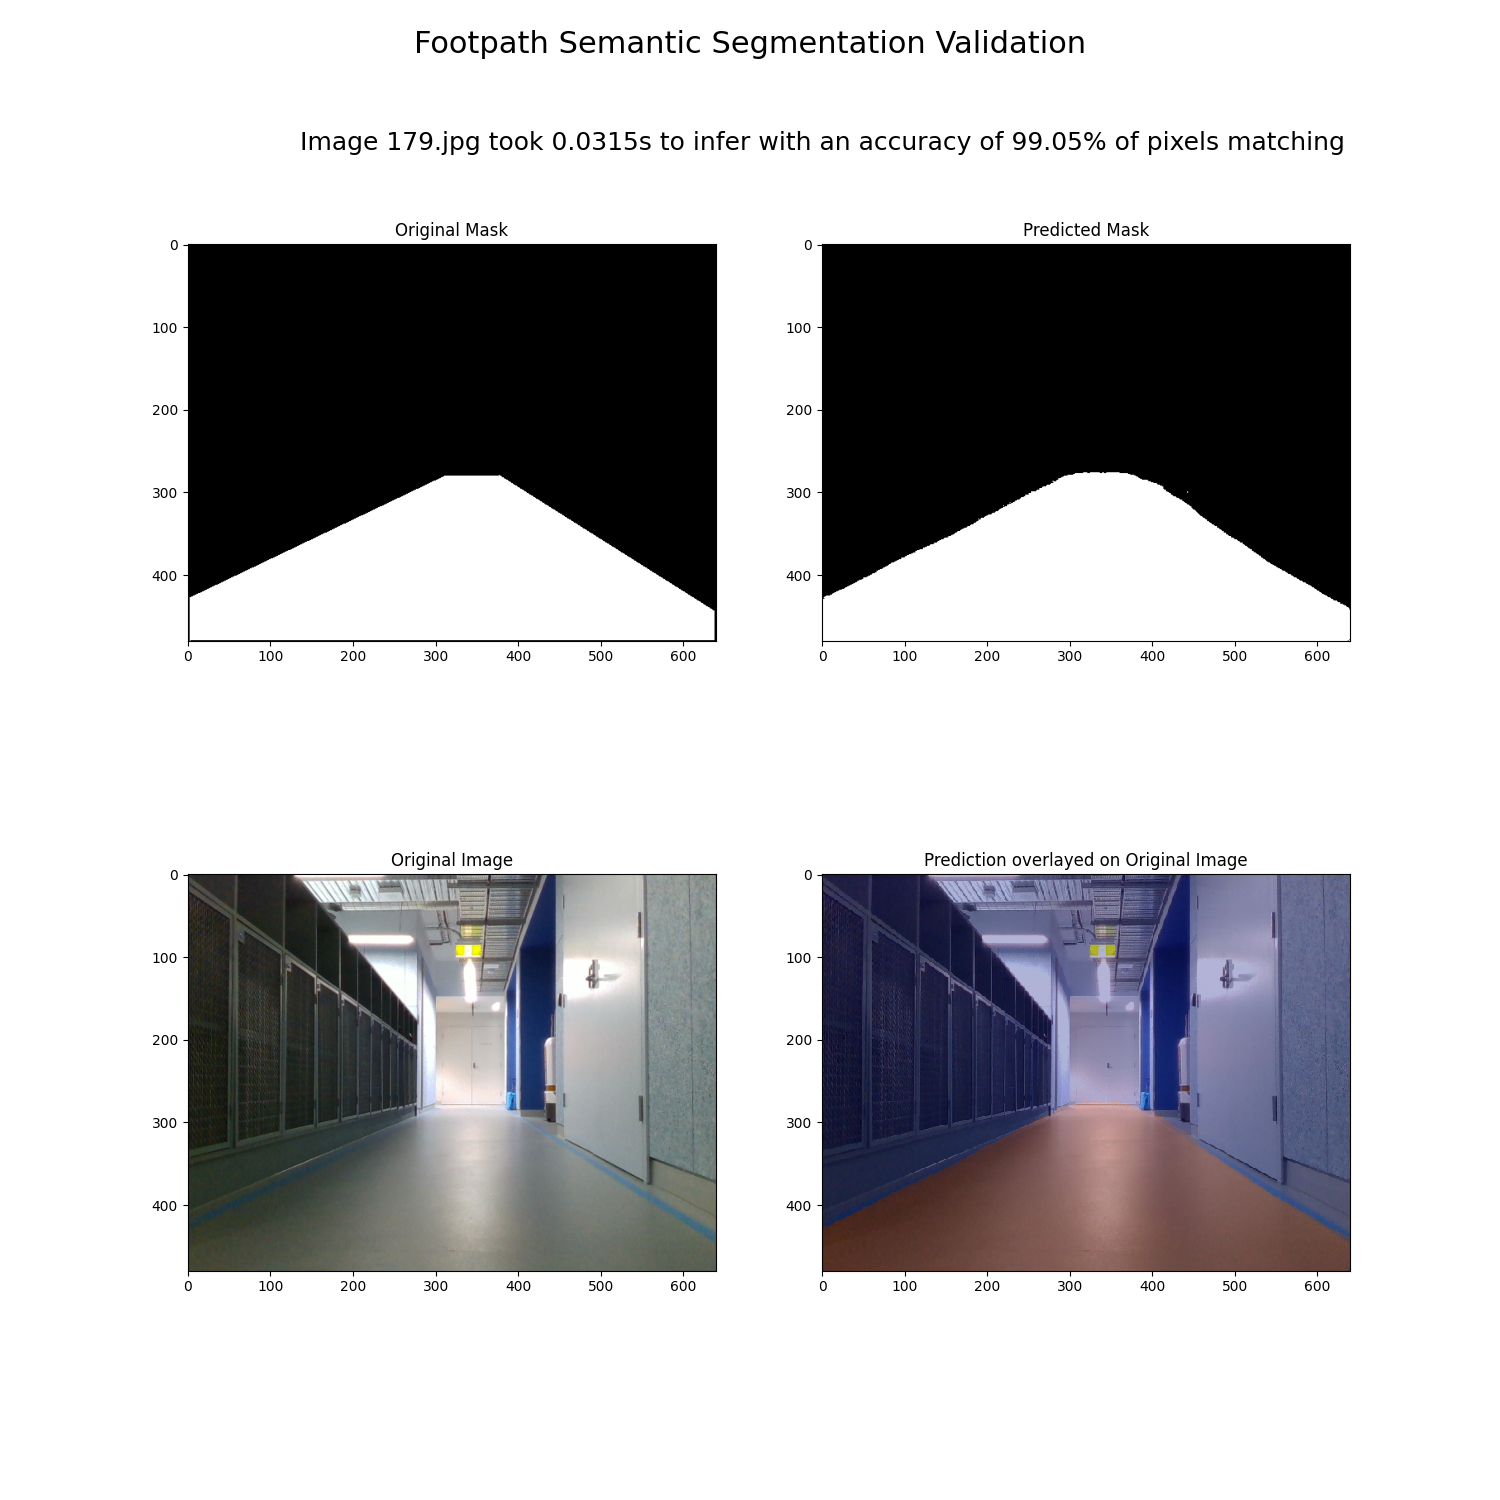 Footpath Semantic Segmentation Validation
Image 179.jpg took 0.0315s to infer with an accuracy of 99.05% of pixels matching
Original Mask
0
100
200
300
400
0 100 200 300 400 500 600
Predicted Mask
0
100
200
300
400
0 100 200 300 400 500 600
Original Image
0
100
200
300
400
0 100 200 300 400 500 600
Prediction overlayed on Original Image
0
100
200
300
400
0 100 200 300 400 500 600